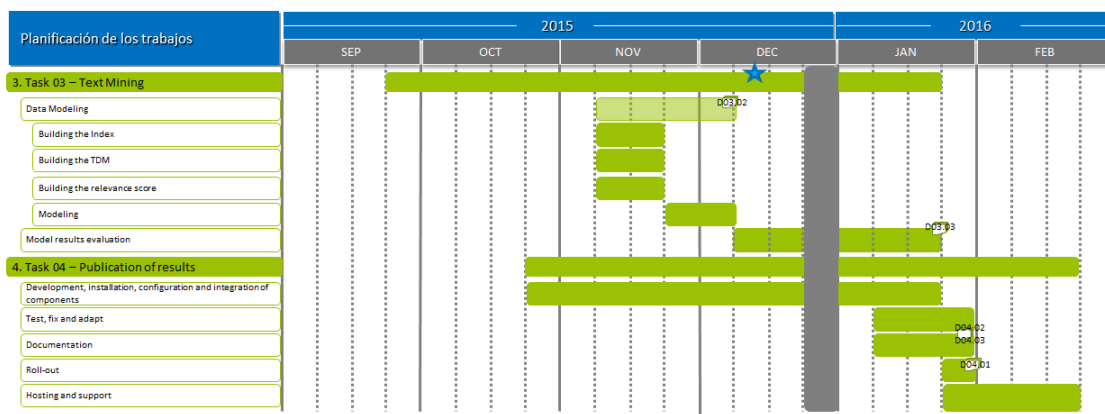 2015
2016
Planificación de los trabajos
SEP
OCT
NOV
DEC
JAN
FEB
3. Task 03 – Text Mining
Data Modeling
D03.02
Building the Index
Building the TDM
Building the relevance score
Modeling
Model results evaluation
D03.03
4. Task 04 – Publication of results
Development, installation, configuration and integration of
components
Test, fix and adapt
D04.02
Documentation
D04.03
Roll-out
D04.01
Hosting and support